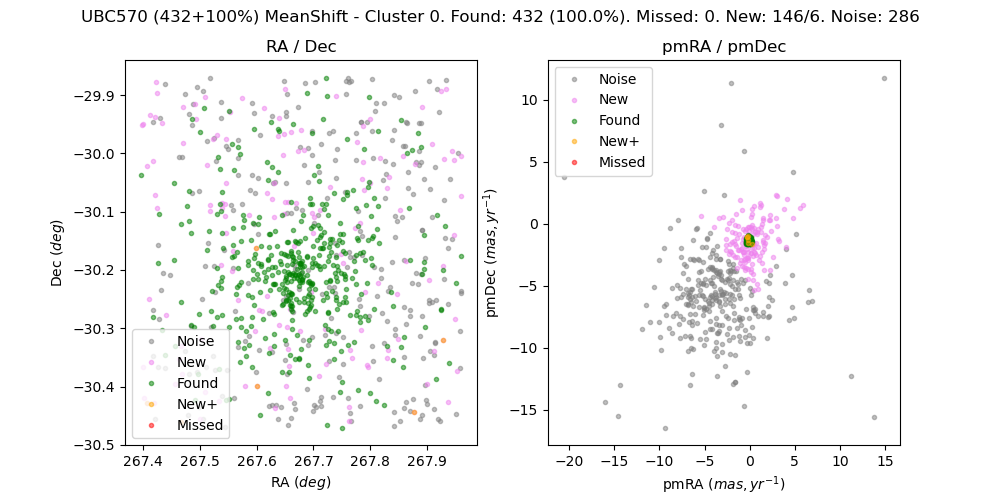 UBC570 (432+100%) MeanShift - Cluster 0. Found: 432 (100.0%). Missed: 0. New: 146/6. Noise: 286
RA / Dec
Dec (deg)
−29.9
−30.0
−30.1
−30.2
−30.3
−30.4
−30.5
Noise
New
Found
New+
Missed
267.4 267.5 267.6 267.7 267.8 267.9
RA (deg)
pmRA / pmDec
pmDec (mas, yr⁻¹)
10
5
0
−5
−10
−15
Noise
New
Found
New+
Missed
−20 −15 −10 −5 0 5 10 15
pmRA (mas, yr⁻¹)